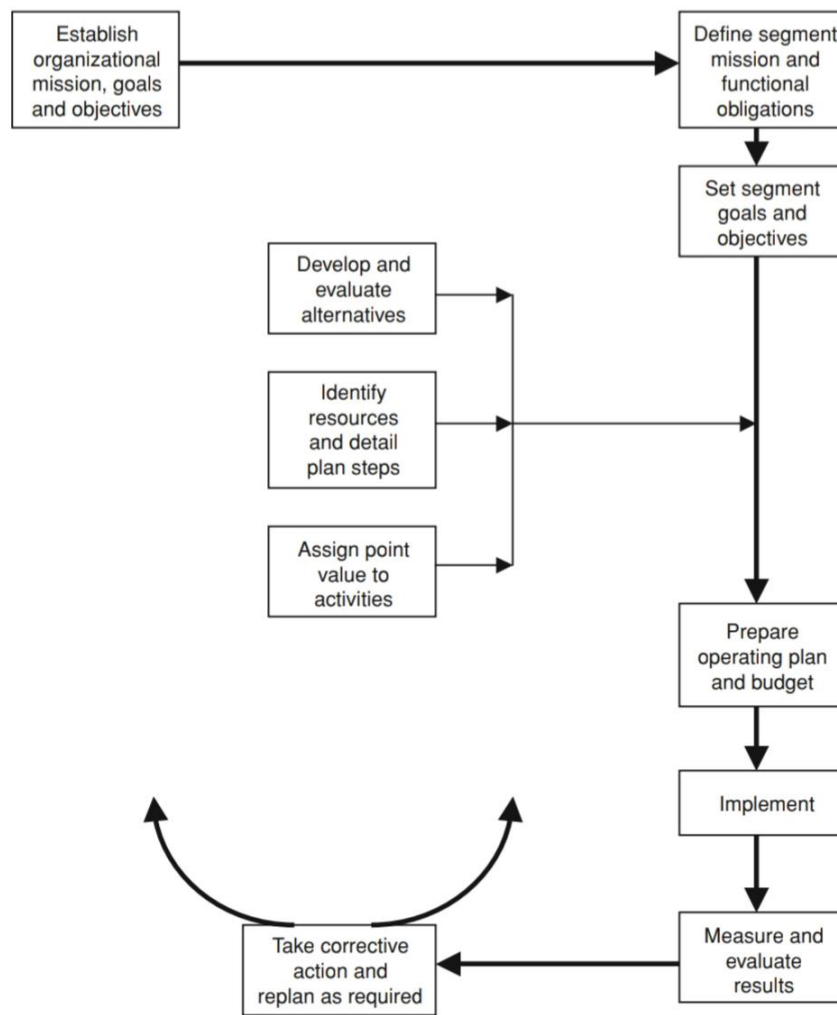 Establish
organizational
mission, goals
and objectives
Define segment
mission and
functional
obligations
Set segment
goals and
objectives
Develop and
evaluate
alternatives
Identify
resources
and detail
plan steps
Assign point
value to
activities
Prepare
operating plan
and budget
Implement
Measure and
evaluate
results
Take corrective
action and
replan as required